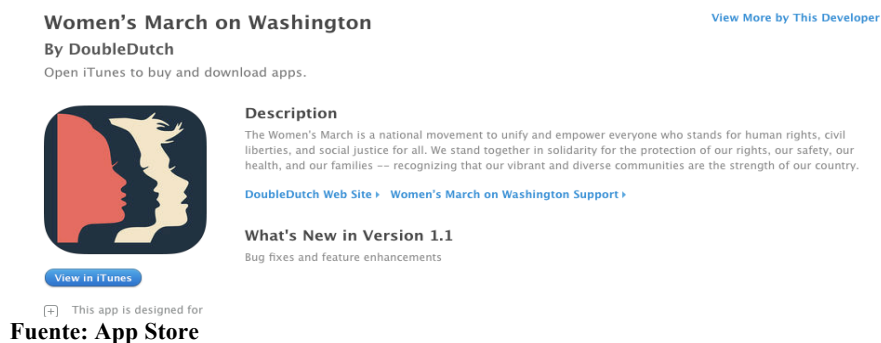 Women's March on Washington
View More by This Developer
By DoubleDutch
Open iTunes to buy and download apps.
Description
The Women's March is a national movement to unify and empower everyone who stands for human rights, civil
liberties, and social justice for all. We stand together in solidarity for the protection of our rights, our safety, our
health, and our families -- recognizing that our vibrant and diverse communities are the strength of our country.
DoubleDutch Web Site
Women's March on Washington Support
What's New in Version 1.1
Bug fixes and feature enhancements
View in iTunes
This app is designed for
Fuente: App Store